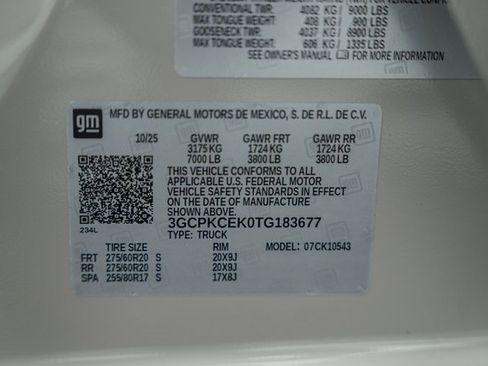 CONVENTIONAL TWR: 4082 KG/ 9000 LBS
MAX TONGUE WEIGHT: 408 KG/ 900 LBS
GOOSENECK TWR: 4037 KG/ 8900 LBS
MAX TONGUE WEIGHT: 606 KG/ 1335 LBS
SEE OWNER'S MANUAL FOR MORE INFORMATION
gm
MFD BY GENERAL MOTORS DE MEXICO, S. DE R.L. DE C.V.
10/25 GVWR GAWR FRT GAWR RR
3175 KG 1724 KG 1724 KG
7000 LB 3800 LB 3800 LB
THIS VEHICLE CONFORMS TO ALL
APPLICABLE U.S. FEDERAL MOTOR
VEHICLE SAFETY STANDARDS IN EFFECT
ON THE DATE OF MANUFACTURE
SHOWN ABOVE.
234L
3GCPKCEK0TG183677
TYPE: TRUCK
TIRE SIZE RIM MODEL: 07CK10543
FRT 275/60R20 S 20X9J
RR 275/60R20 S 20X9J
SPA 255/80R17 S 17X8J